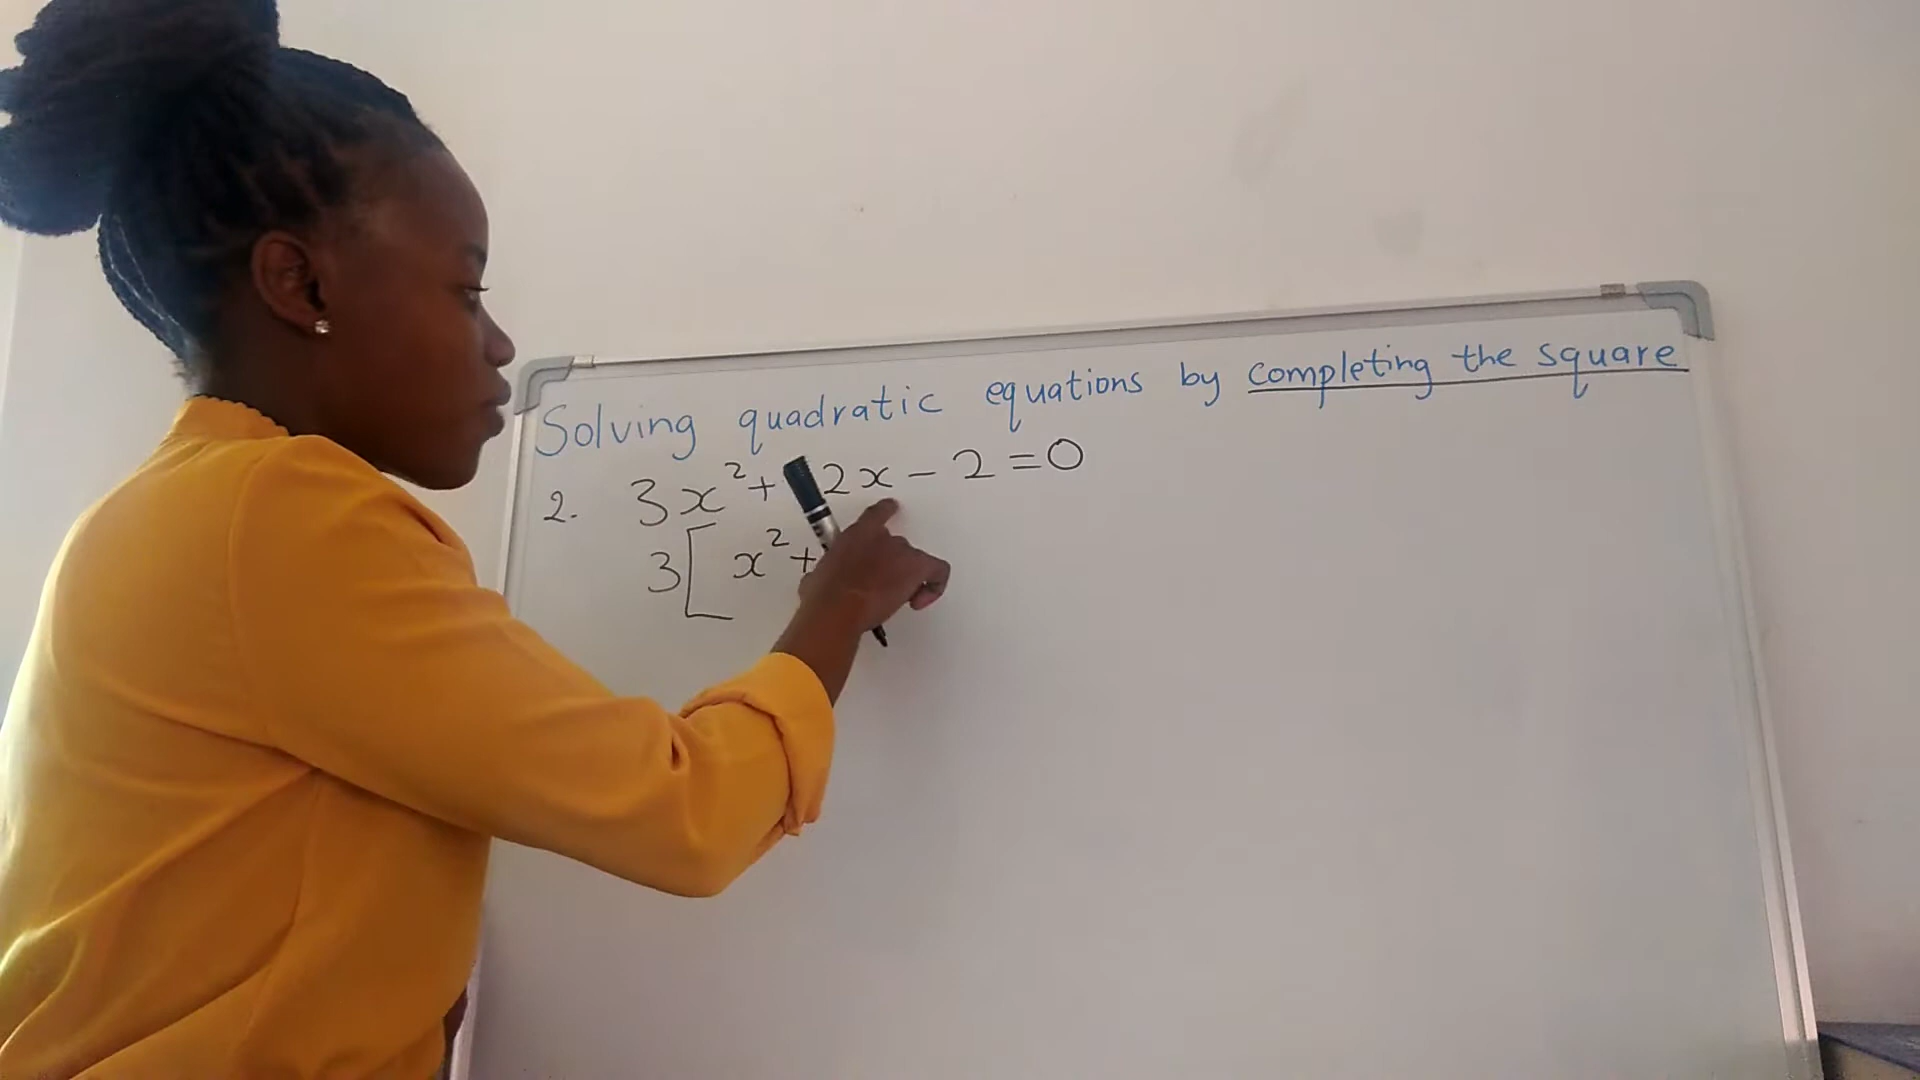 Solving quadratic equations by completing the square
2. 3x² + 2x - 2 = 0
3[ x² +